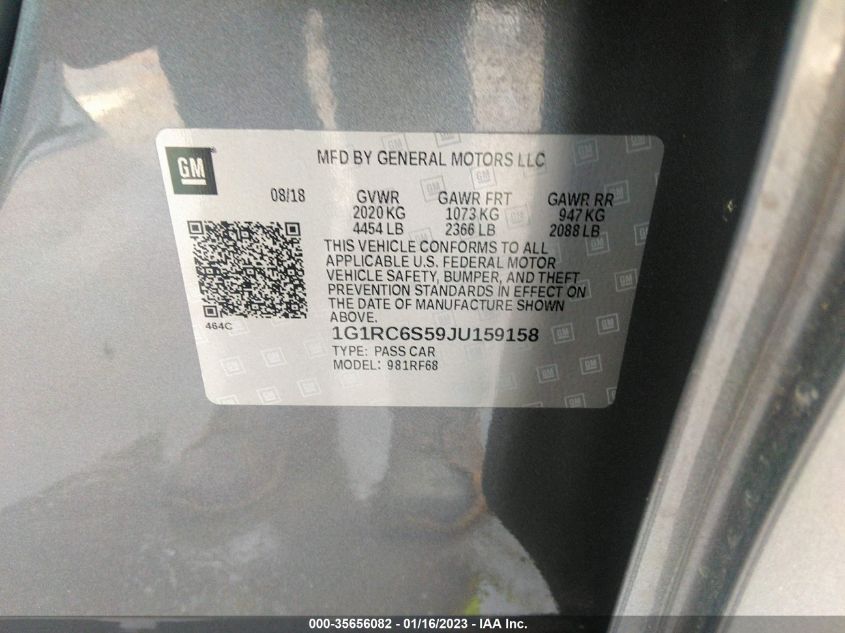 GM
MFD BY GENERAL MOTORS LLC
08/18 GVWR GAWR FRT GAWR RR
2020 KG 1073 KG 947 KG
4454 LB 2366 LB 2088 LB
THIS VEHICLE CONFORMS TO ALL
APPLICABLE U.S. FEDERAL MOTOR
VEHICLE SAFETY, BUMPER, AND THEFT
PREVENTION STANDARDS IN EFFECT ON
THE DATE OF MANUFACTURE SHOWN
ABOVE.
464C
1G1RC6S59JU159158
TYPE: PASS CAR
MODEL: 981RF68
000-35656082 - 01/16/2023 - IAA Inc.